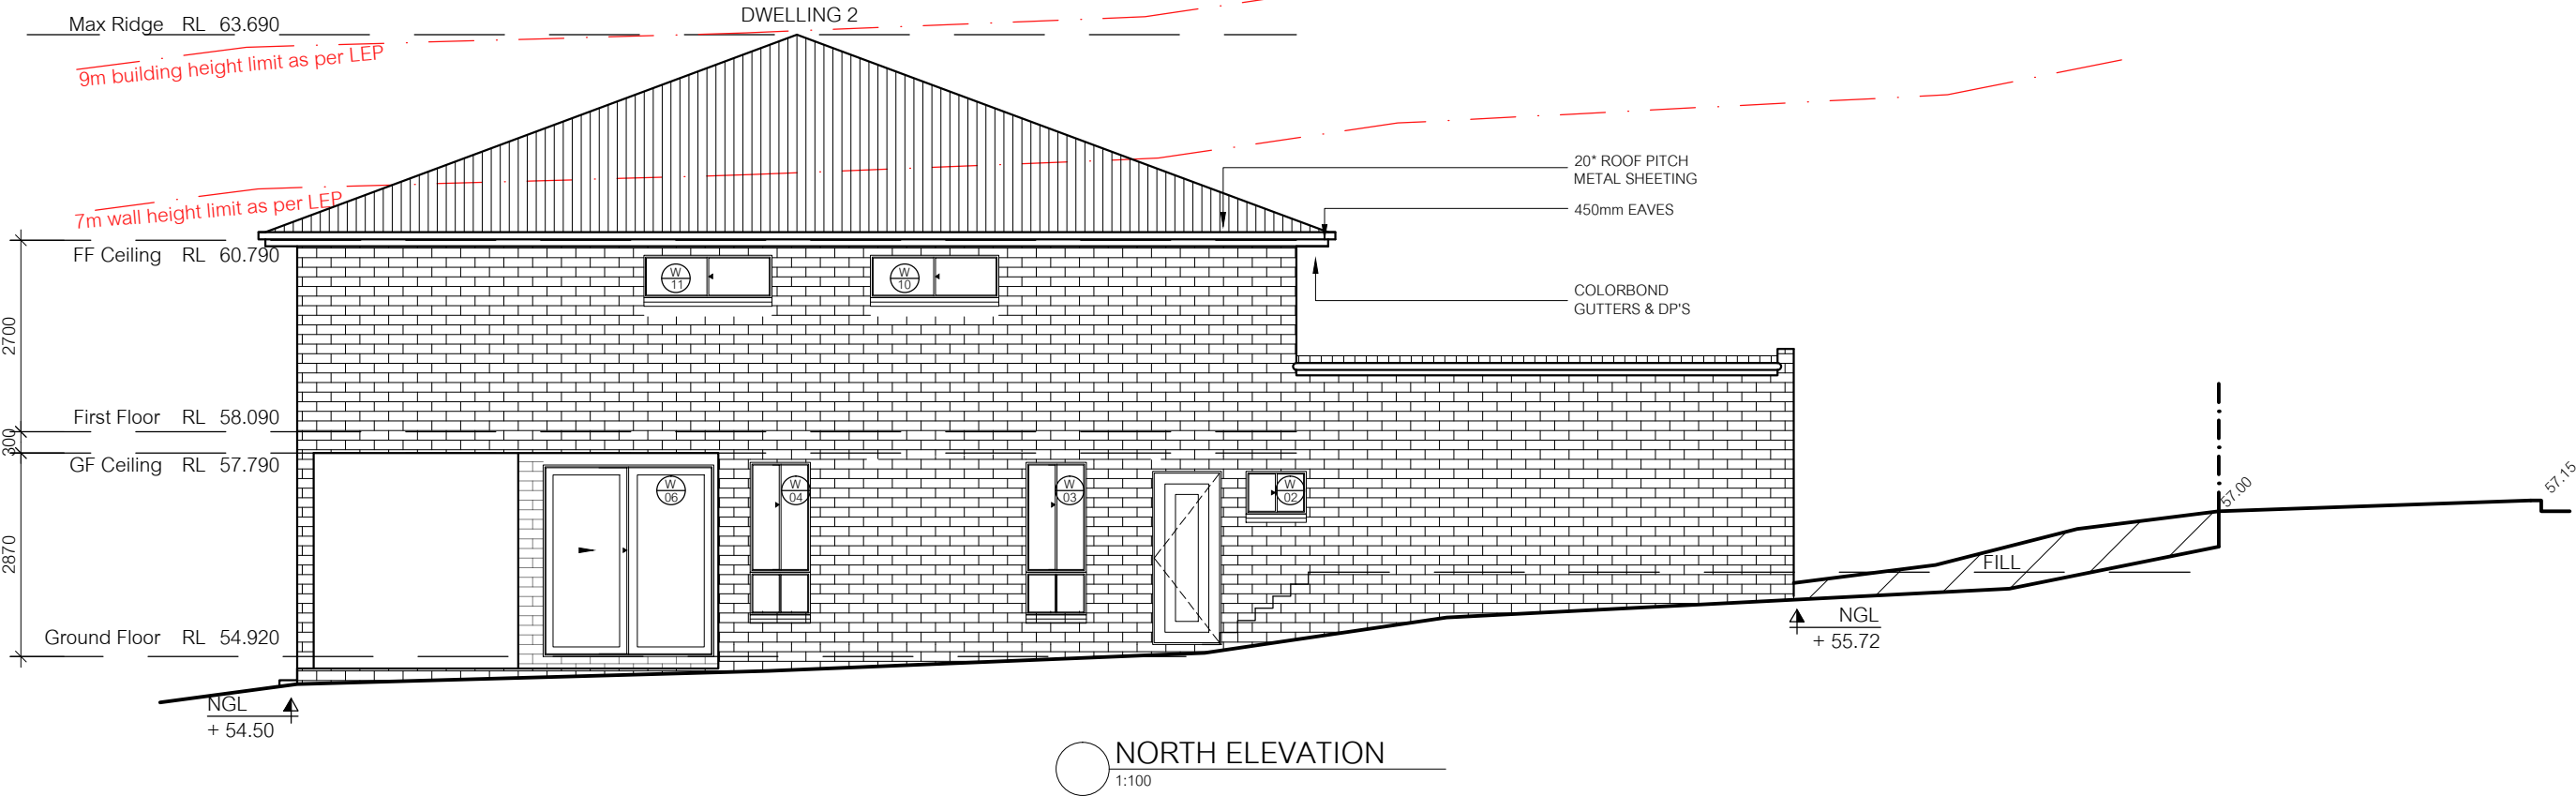 DWELLING 2
Max Ridge RL 63.690
9m building height limit as per LEP
7m wall height limit as per LEP
20* ROOF PITCH
METAL SHEETING
450mm EAVES
FF Ceiling RL 60.790
W
11
W
10
COLORBOND
GUTTERS & DP'S
2700
First Floor RL 58.090
300
GF Ceiling RL 57.790
W
06
W
04
W
03
W
02
57.00
57.15
2870
FILL
Ground Floor RL 54.920
NGL
+ 55.72
NGL
+ 54.50
NORTH ELEVATION
1:100